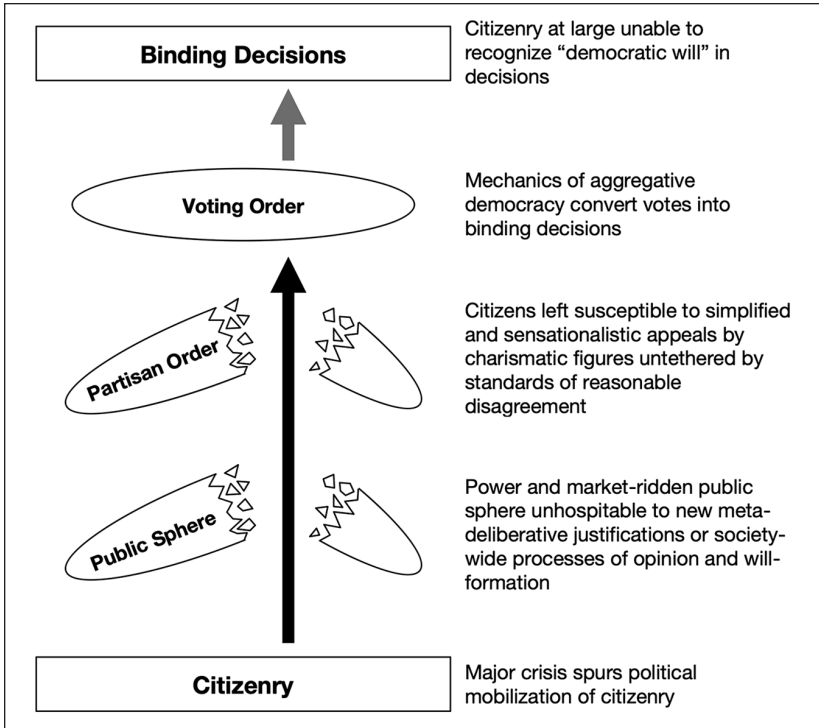 Binding Decisions
Citizenry at large unable to
recognize “democratic will” in
decisions
Voting Order
Mechanics of aggregative
democracy convert votes into
binding decisions
Partisan Order
Citizens left susceptible to simplified
and sensationalistic appeals by
charismatic figures untethered by
standards of reasonable
disagreement
Public Sphere
Power and market-ridden public
sphere unhospitable to new meta-
deliberative justifications or society-
wide processes of opinion and will-
formation
Citizenry
Major crisis spurs political
mobilization of citizenry